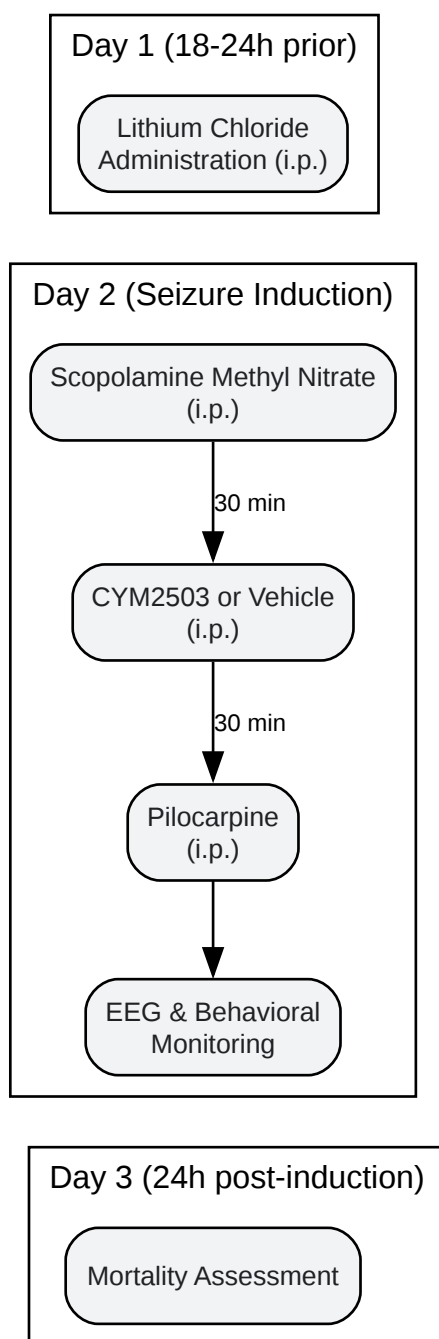 Day 1 (18-24h prior)
Lithium Chloride
Administration (i.p.)
Day 2 (Seizure Induction)
Scopolamine Methyl Nitrate
(i.p.)
30 min
CYM2503 or Vehicle
(i.p.)
30 min
Pilocarpine
(i.p.)
EEG & Behavioral
Monitoring
Day 3 (24h post-induction)
Mortality Assessment